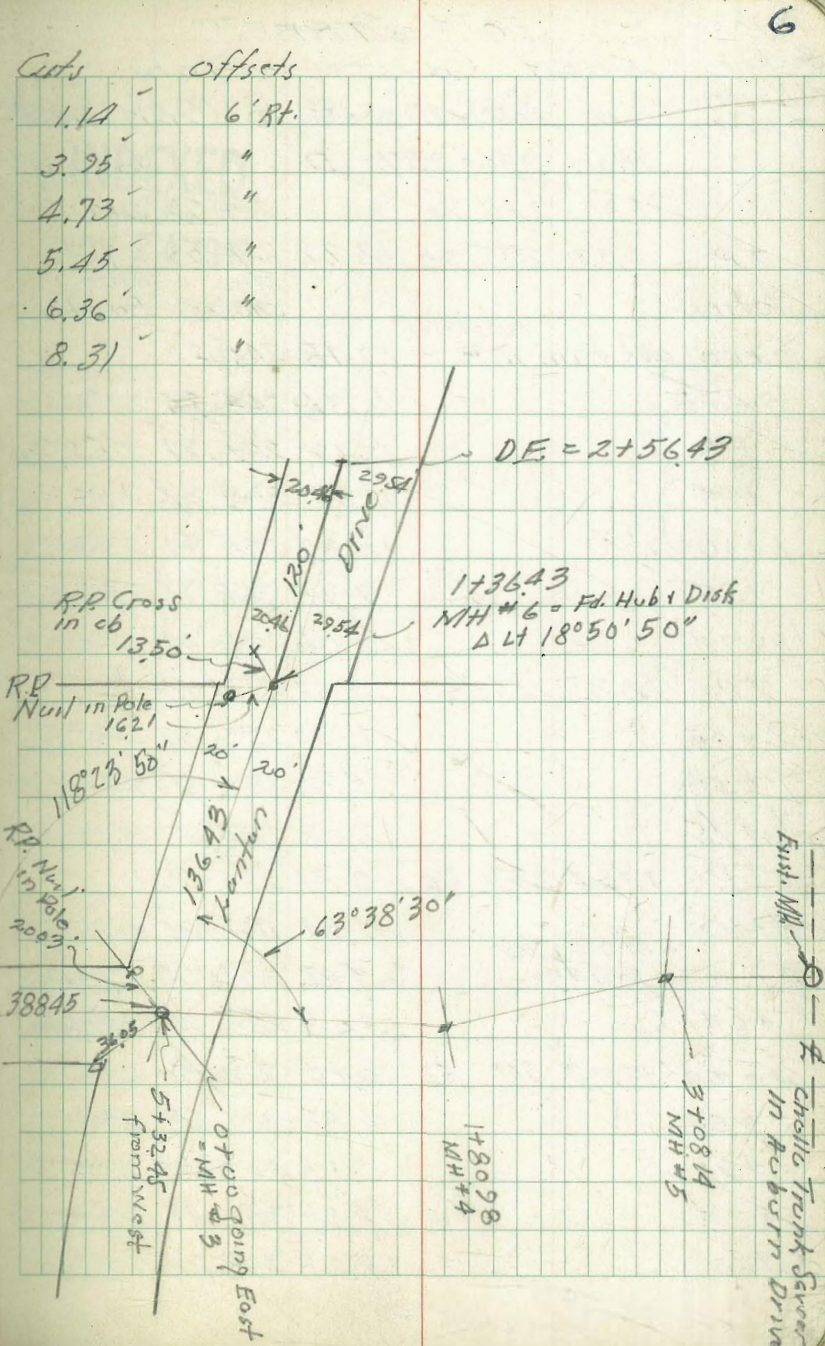 6
Cuts Offsets
1.14 6' Rt.
3.95 "
4.73 "
5.45 "
6.36 "
8.31 "
D.E. = 2+56.43
20.46 29.54
120'
Drive
1+36.43
MH # 6 = Fd. Hub & Disk
Δ Lt 18°50'50"
R.P. Cross
in cb
13.50'
20.46 29.54
R.P.
Nail in Pole
16.21
20' 20'
118°23'50"
136.43
63°38'30"
R.P. Nail
in Pole
20.03'
388.45
36.05
5+32.45
from West
0+00 going East
= MH # 3
1+80.98
MH # 4
3+08.14
MH # 5
Exist. MH
℄ Cholla Trunk Sewer
in Auburn Drive